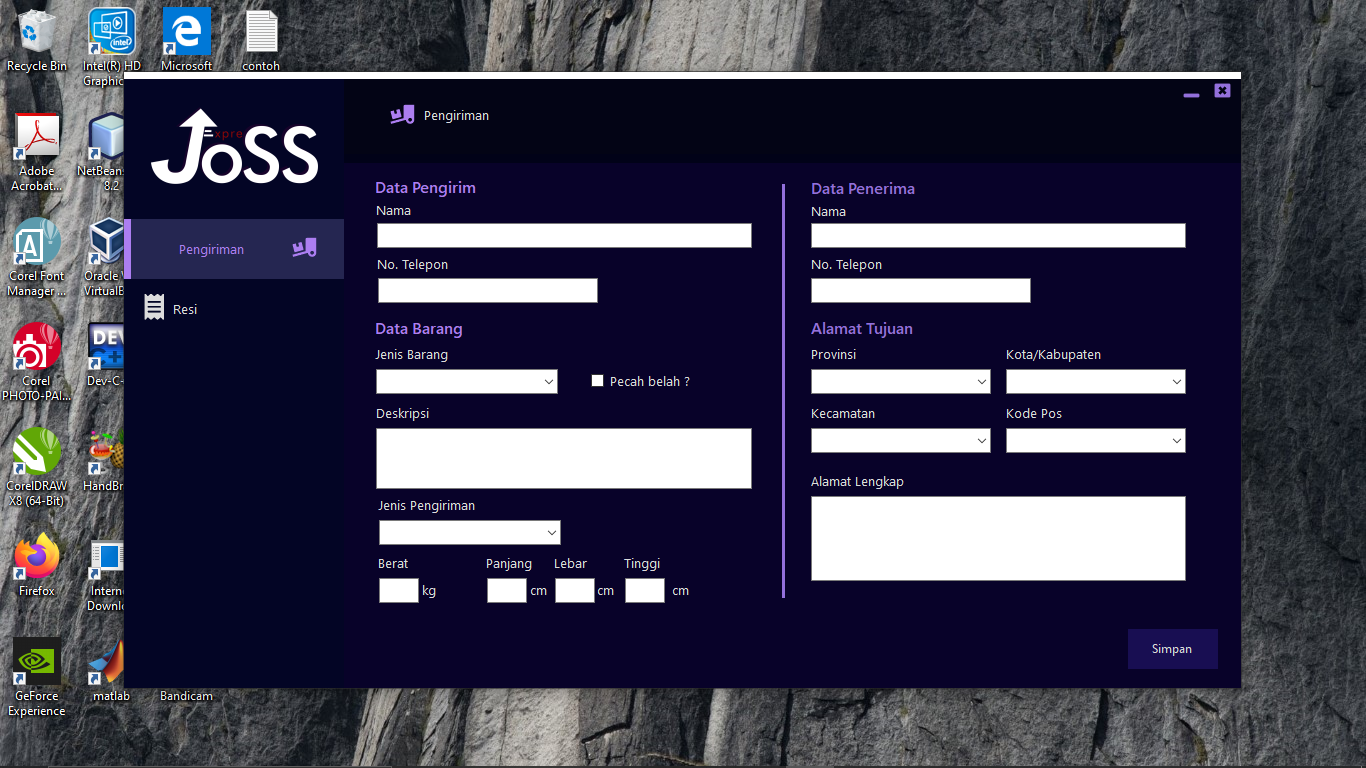 Recycle Bin
Intel(R) HD
Graphic
Microsoft
contoh
Adobe
Acrobat...
NetBean
8.2
Corel Font
Manager ...
Oracle
VirtualB
Corel
PHOTO-PAI...
DEV
C++
Dev-C-
CorelDRAW
X8 (64-Bit)
HandBr
Firefox
Intern
Downlo
GeForce
Experience
matlab
Bandicam
Expre
JoSS
Pengiriman
Resi
Pengiriman
Data Pengirim
Nama
No. Telepon
Data Barang
Jenis Barang
Pecah belah ?
Deskripsi
Jenis Pengiriman
Berat
Panjang
Lebar
Tinggi
kg
cm
cm
cm
Data Penerima
Nama
No. Telepon
Alamat Tujuan
Provinsi
Kota/Kabupaten
Kecamatan
Kode Pos
Alamat Lengkap
Simpan